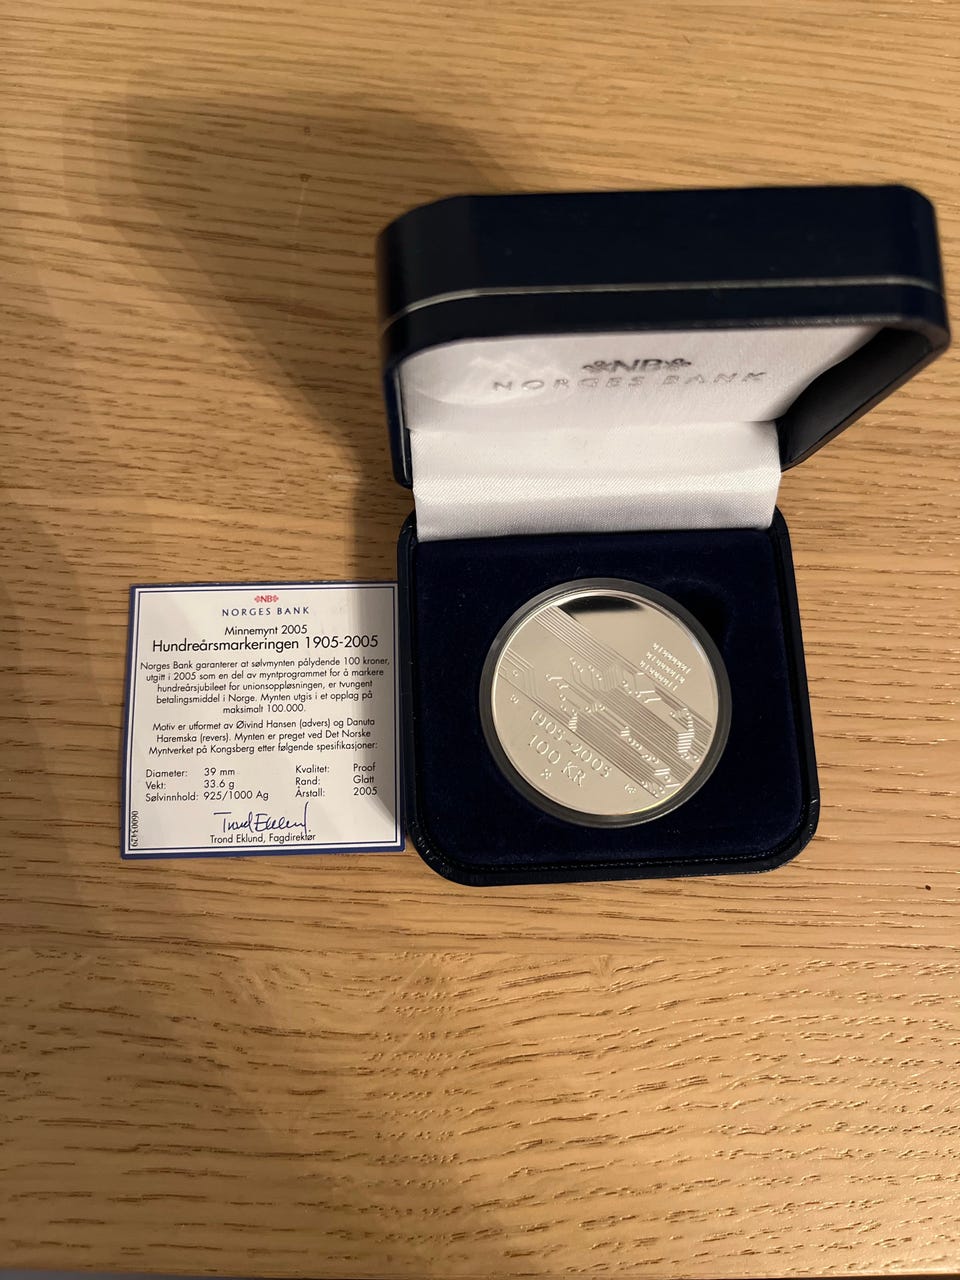 NB
NORGES BANK
NB
NORGES BANK
Minnemynt 2005
Hundreårsmarkeringen 1905-2005
Norges Bank garanterer at sølvmynten pålydende 100 kroner,
utgitt i 2005 som en del av myntprogrammet for å markere
hundreårsjubileet for unionsoppløsningen, er tvungent
betalingsmiddel i Norge. Mynten utgis i et opplag på
maksimalt 100.000.
Motiv er utformet av Øivind Hansen (advers) og Danuta
Haremska (revers). Mynten er preget ved Det Norske
Myntverket på Kongsberg etter følgende spesifikasjoner:
Diameter: 39 mm Kvalitet: Proof
Vekt: 33.6 g Rand: Glatt
Sølvinnhold: 925/1000 Ag Årstall: 2005
Trond Eklund
Trond Eklund, Fagdirektør
1905-2005
100 KR